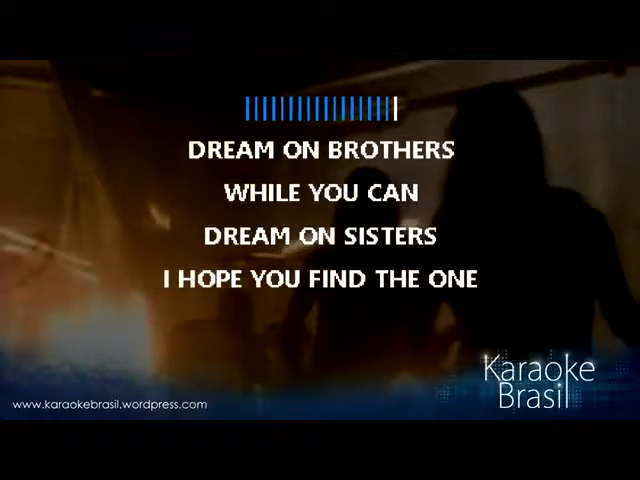 DREAM ON BROTHERS
WHILE YOU CAN
DREAM ON SISTERS
I HOPE YOU FIND THE ONE
Karaoke
Brasil
www.karaokebrasil.wordpress.com